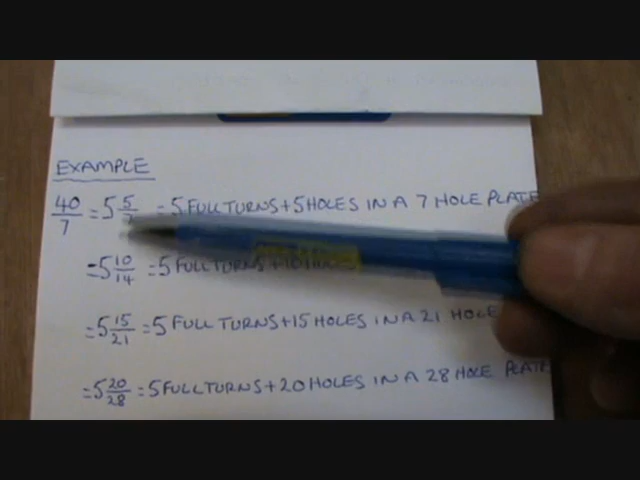 EXAMPLE
40/7 = 5 5/7 = 5 FULL TURNS + 5 HOLES IN A 7 HOLE PLATE
= 5 10/14 = 5 FULL TURNS + 10
= 5 15/21 = 5 FULL TURNS + 15 HOLES IN A 21 HOLE
= 5 20/28 = 5 FULL TURNS + 20 HOLES IN A 28 HOLE PLATE